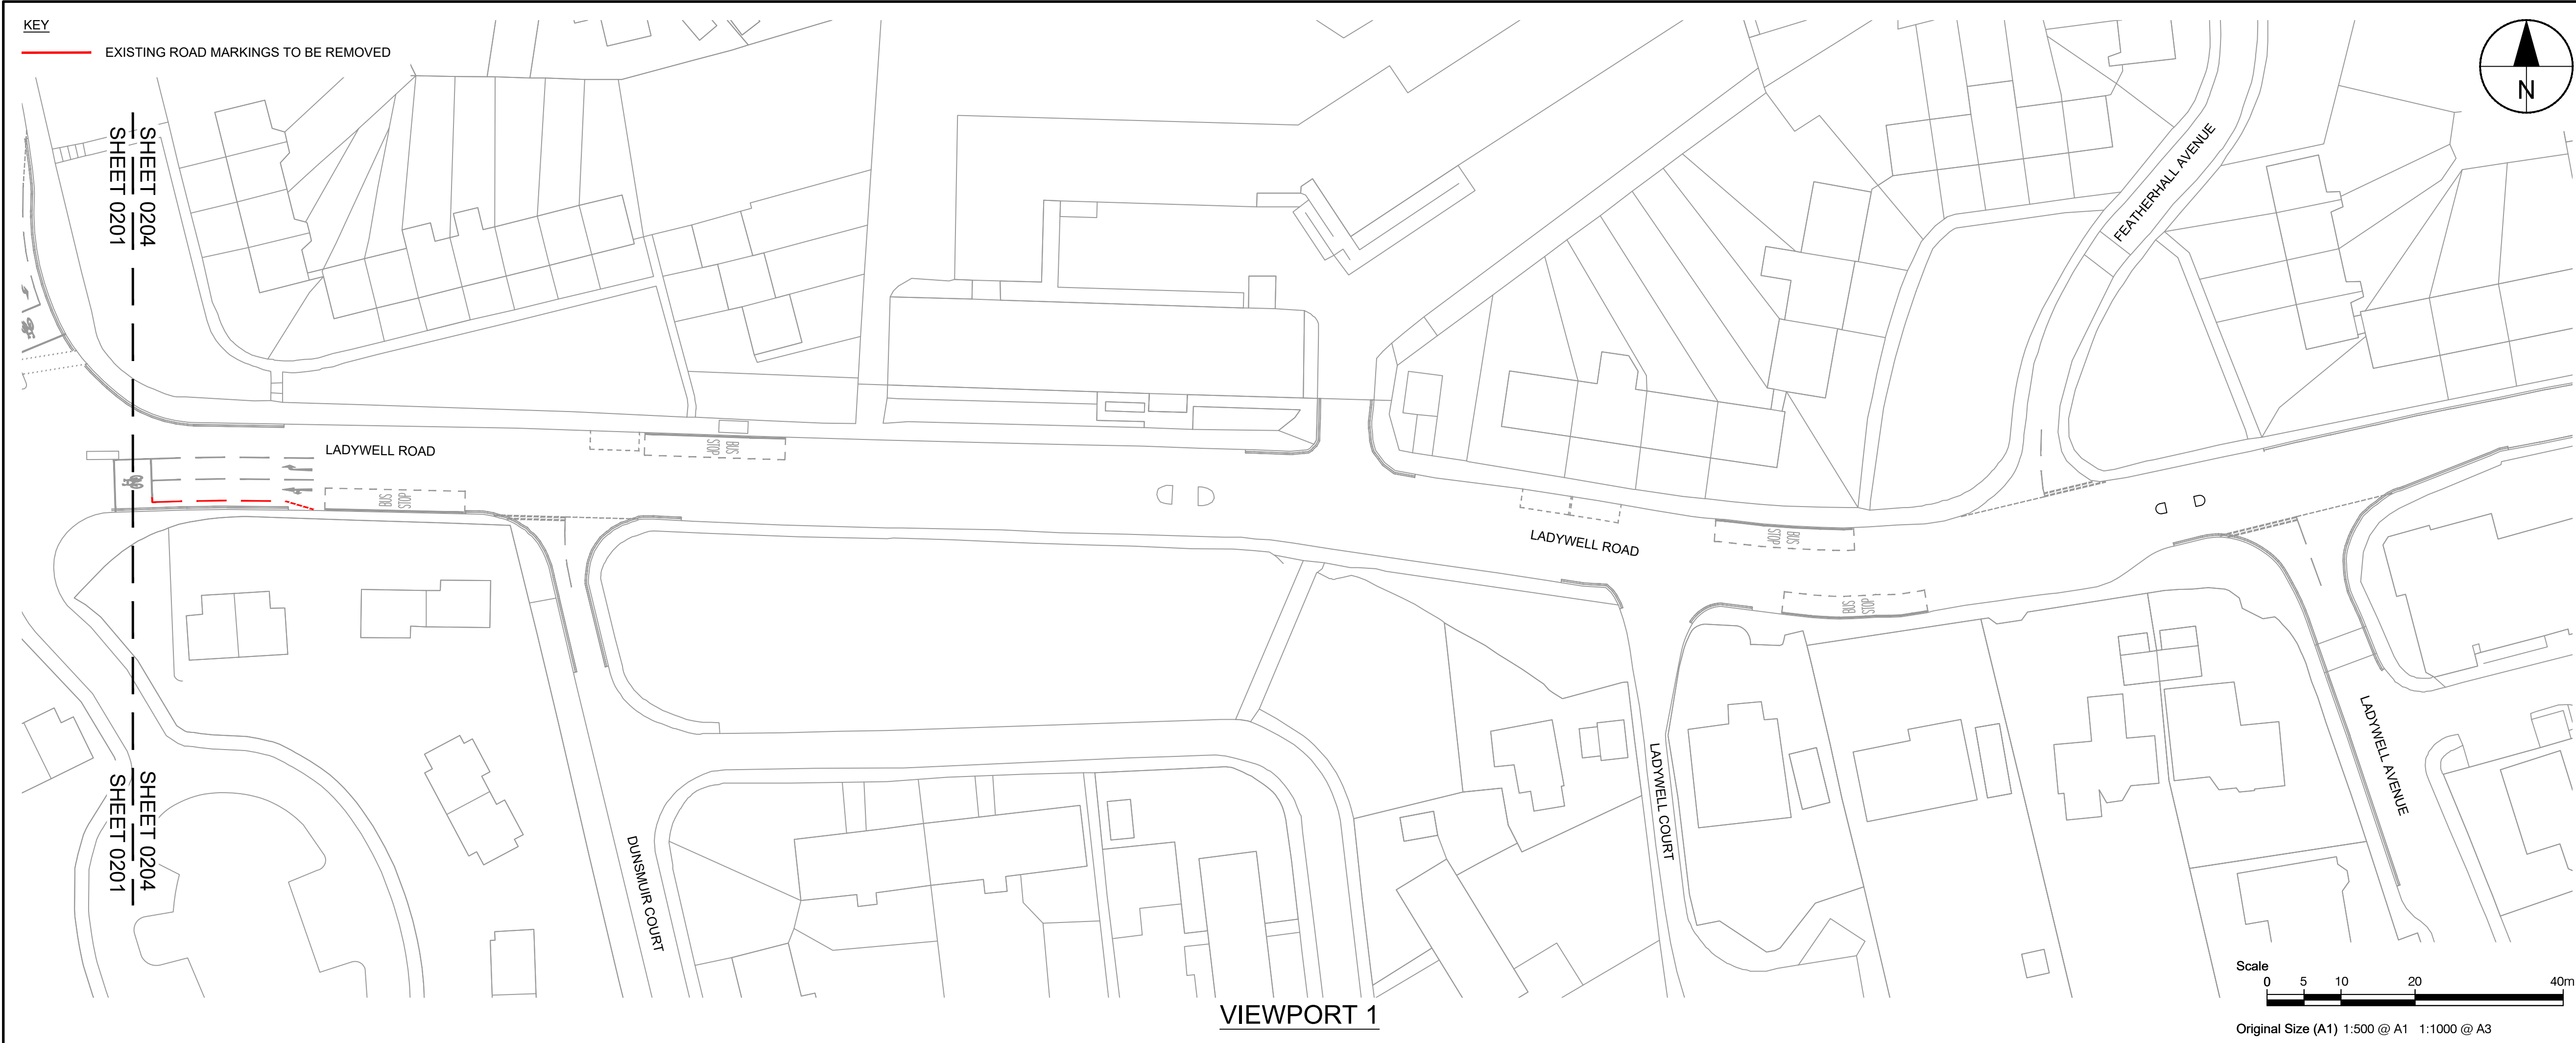 KEY
EXISTING ROAD MARKINGS TO BE REMOVED
N
SHEET 0204
SHEET 0201
FEATHERHALL AVENUE
LADYWELL ROAD
BUS
STOP
BUS
STOP
LADYWELL ROAD
BUS
STOP
BUS
STOP
SHEET 0204
SHEET 0201
DUNSMUIR COURT
LADYWELL COURT
LADYWELL AVENUE
VIEWPORT 1
Scale
0 5 10 20 40m
Original Size (A1) 1:500 @ A1 1:1000 @ A3